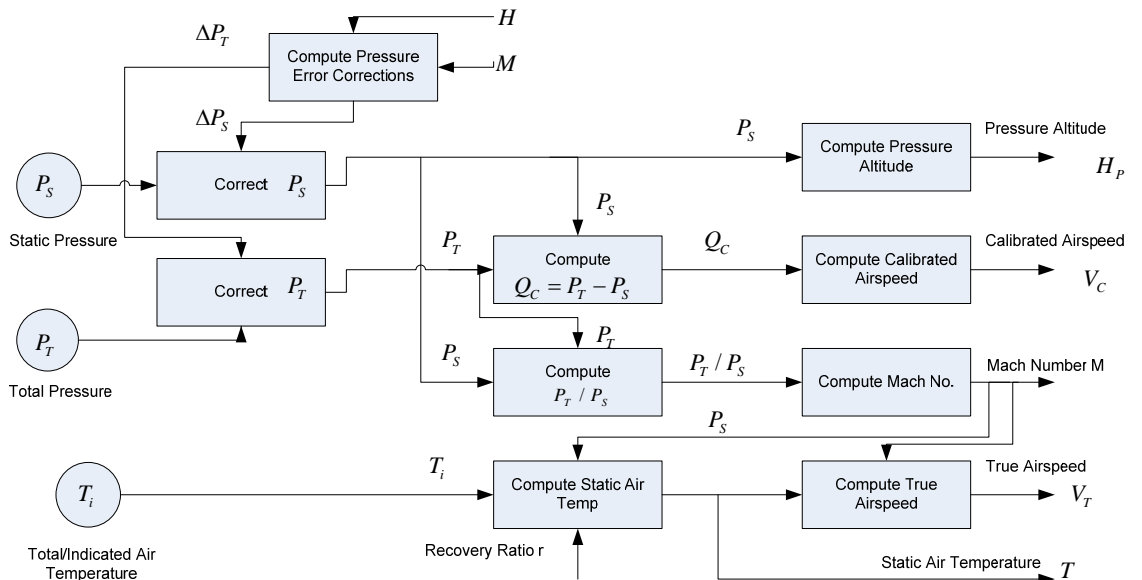 H
ΔP_T
Compute Pressure
Error Corrections
M
ΔP_S
P_S
Pressure Altitude
Compute Pressure
Altitude
H_P
P_S
Correct P_S
P_S
Static Pressure
P_T
Q_C
Calibrated Airspeed
Compute
Q_C = P_T − P_S
Compute Calibrated
Airspeed
V_C
Correct P_T
P_T
Total Pressure
P_T
P_S
Compute
P_T / P_S
P_T / P_S
Compute Mach No.
Mach Number M
P_S
T_i
T_i
Compute Static Air
Temp
Compute True
Airspeed
True Airspeed
V_T
Total/Indicated Air
Temperature
Recovery Ratio r
Static Air Temperature
T